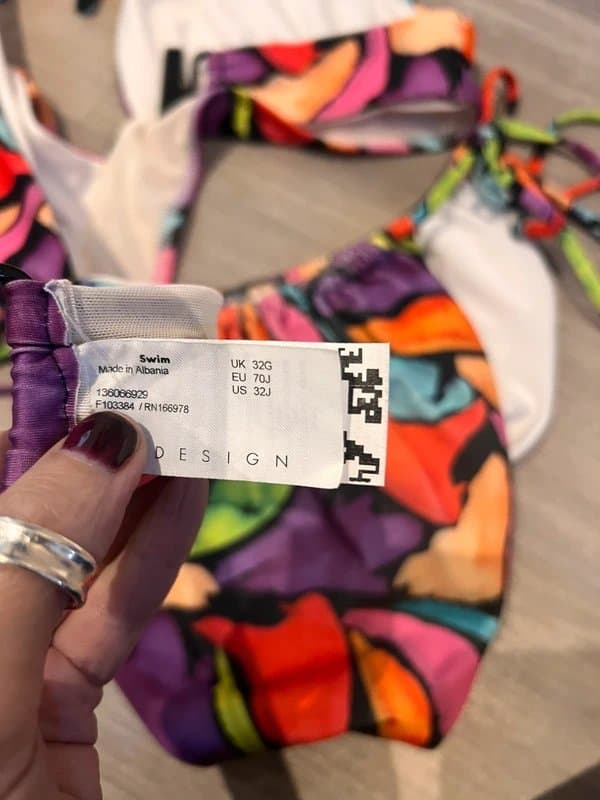 Swim
Made in Albania
136066929
F103384 / RN166978
UK 32G
EU 70J
US 32J
DESIGN